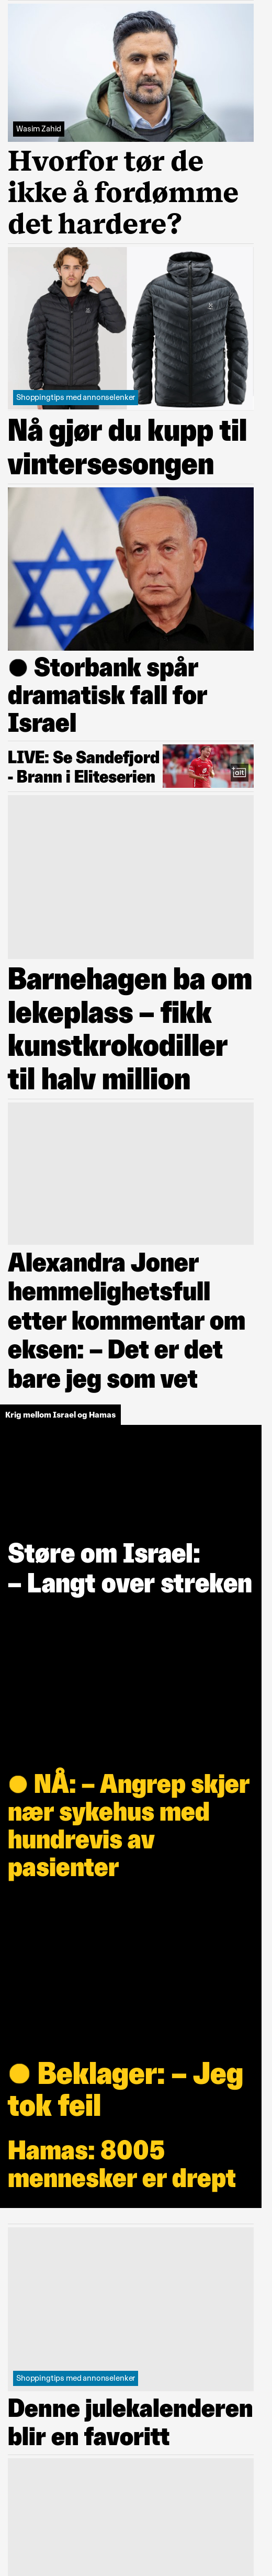 Wasim Zahid
Hvorfor tør de
ikke å fordømme
det hardere?
Shoppingtips med annonselenker
Nå gjør du kupp til
vintersesongen
● Storbank spår
dramatisk fall for
Israel
LIVE: Se Sandefjord
- Brann i Eliteserien
alt
Barnehagen ba om
lekeplass – fikk
kunstkrokodiller
til halv million
Alexandra Joner
hemmelighetsfull
etter kommentar om
eksen: – Det er det
bare jeg som vet
Krig mellom Israel og Hamas
Støre om Israel:
– Langt over streken
● NÅ: – Angrep skjer
nær sykehus med
hundrevis av
pasienter
● Beklager: – Jeg
tok feil
Hamas: 8005
mennesker er drept
Shoppingtips med annonselenker
Denne julekalenderen
blir en favoritt